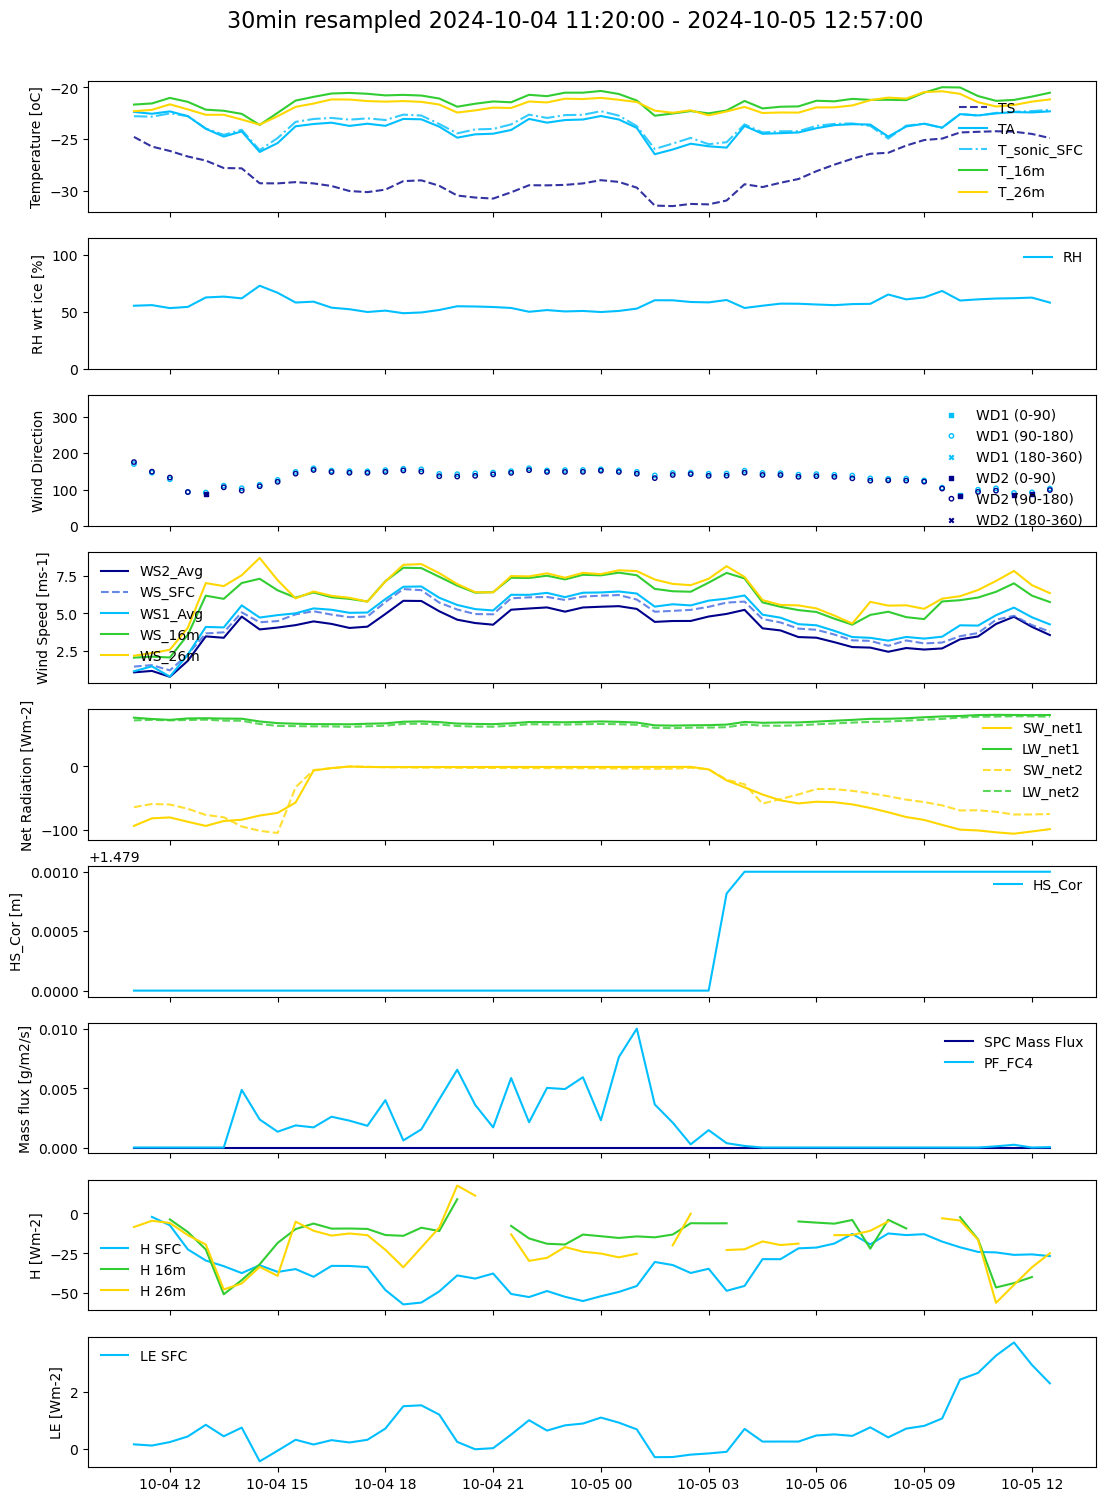 30min resampled 2024-10-04 11:20:00 - 2024-10-05 12:57:00
Temperature [oC]
−20
−25
−30
TS
TA
T_sonic_SFC
T_16m
T_26m
RH wrt ice [%]
100
50
0
RH
Wind Direction
300
200
100
0
WD1 (0-90)
WD1 (90-180)
WD1 (180-360)
WD2 (0-90)
WD2 (90-180)
WD2 (180-360)
Wind Speed [ms-1]
7.5
5.0
2.5
WS2_Avg
WS_SFC
WS1_Avg
WS_16m
WS_26m
Net Radiation [Wm-2]
0
−100
SW_net1
LW_net1
SW_net2
LW_net2
+1.479
HS_Cor [m]
0.0010
0.0005
0.0000
HS_Cor
Mass flux [g/m2/s]
0.010
0.005
0.000
SPC Mass Flux
PF_FC4
H [Wm-2]
0
−25
−50
H SFC
H 16m
H 26m
LE [Wm-2]
2
0
LE SFC
10-04 12 10-04 15 10-04 18 10-04 21 10-05 00 10-05 03 10-05 06 10-05 09 10-05 12